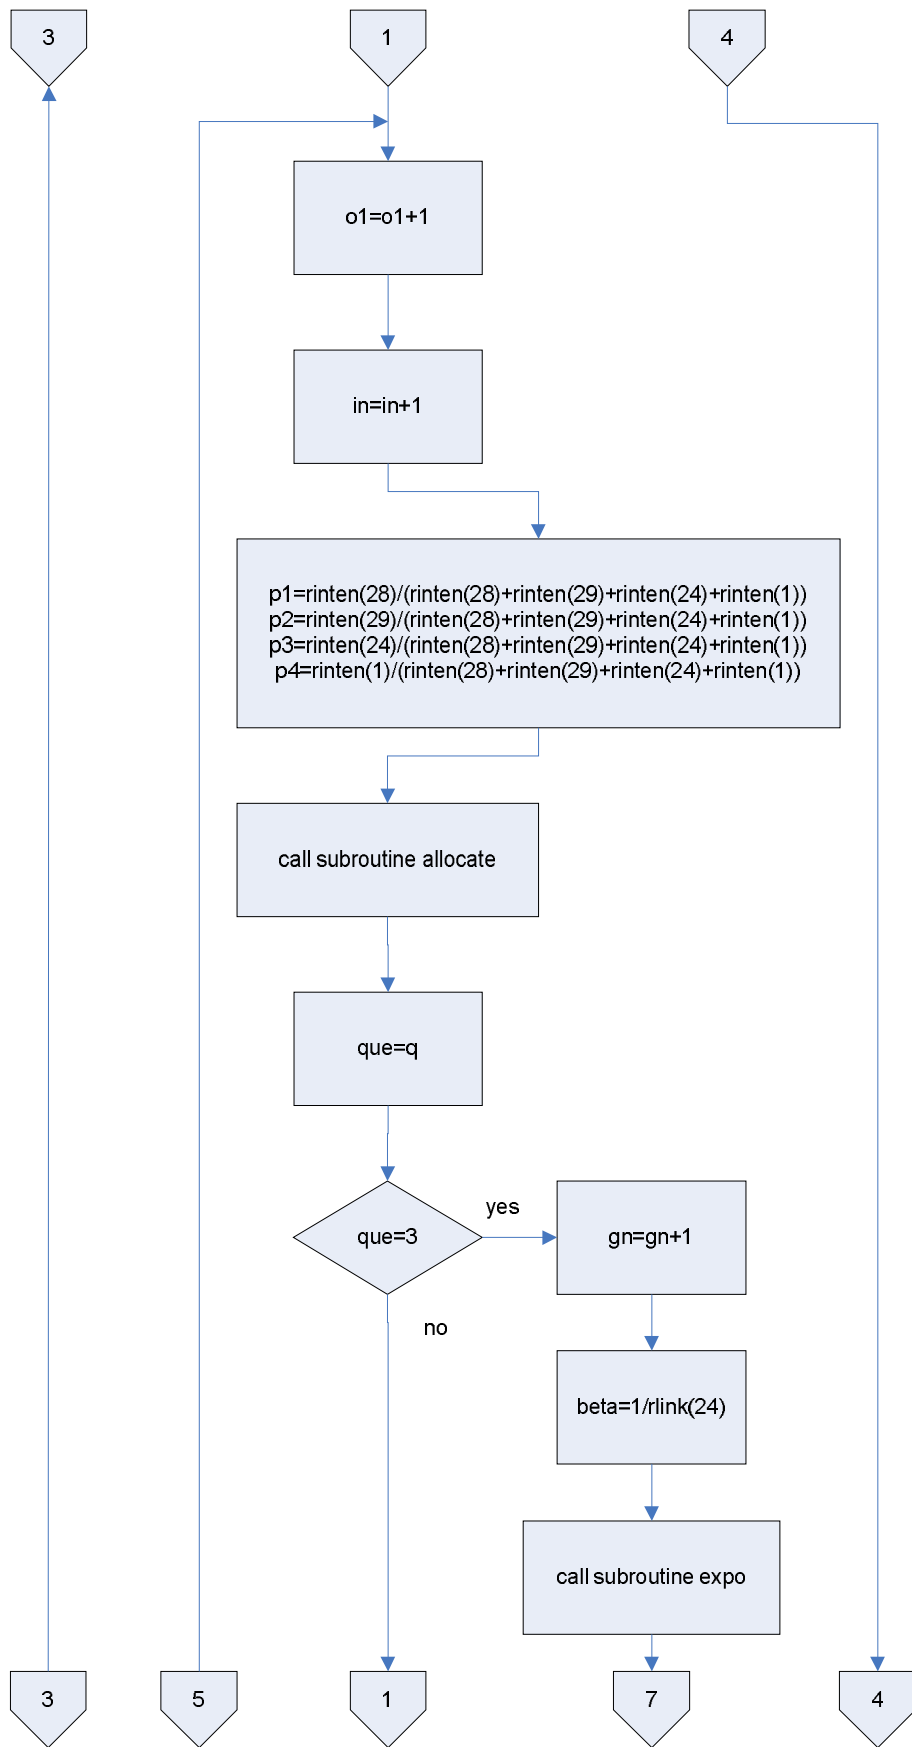 3
1
4
o1=o1+1
in=in+1
p1=rinten(28)/(rinten(28)+rinten(29)+rinten(24)+rinten(1))
p2=rinten(29)/(rinten(28)+rinten(29)+rinten(24)+rinten(1))
p3=rinten(24)/(rinten(28)+rinten(29)+rinten(24)+rinten(1))
p4=rinten(1)/(rinten(28)+rinten(29)+rinten(24)+rinten(1))
call subroutine allocate
que=q
que=3
yes
gn=gn+1
no
beta=1/rlink(24)
call subroutine expo
3
5
1
7
4